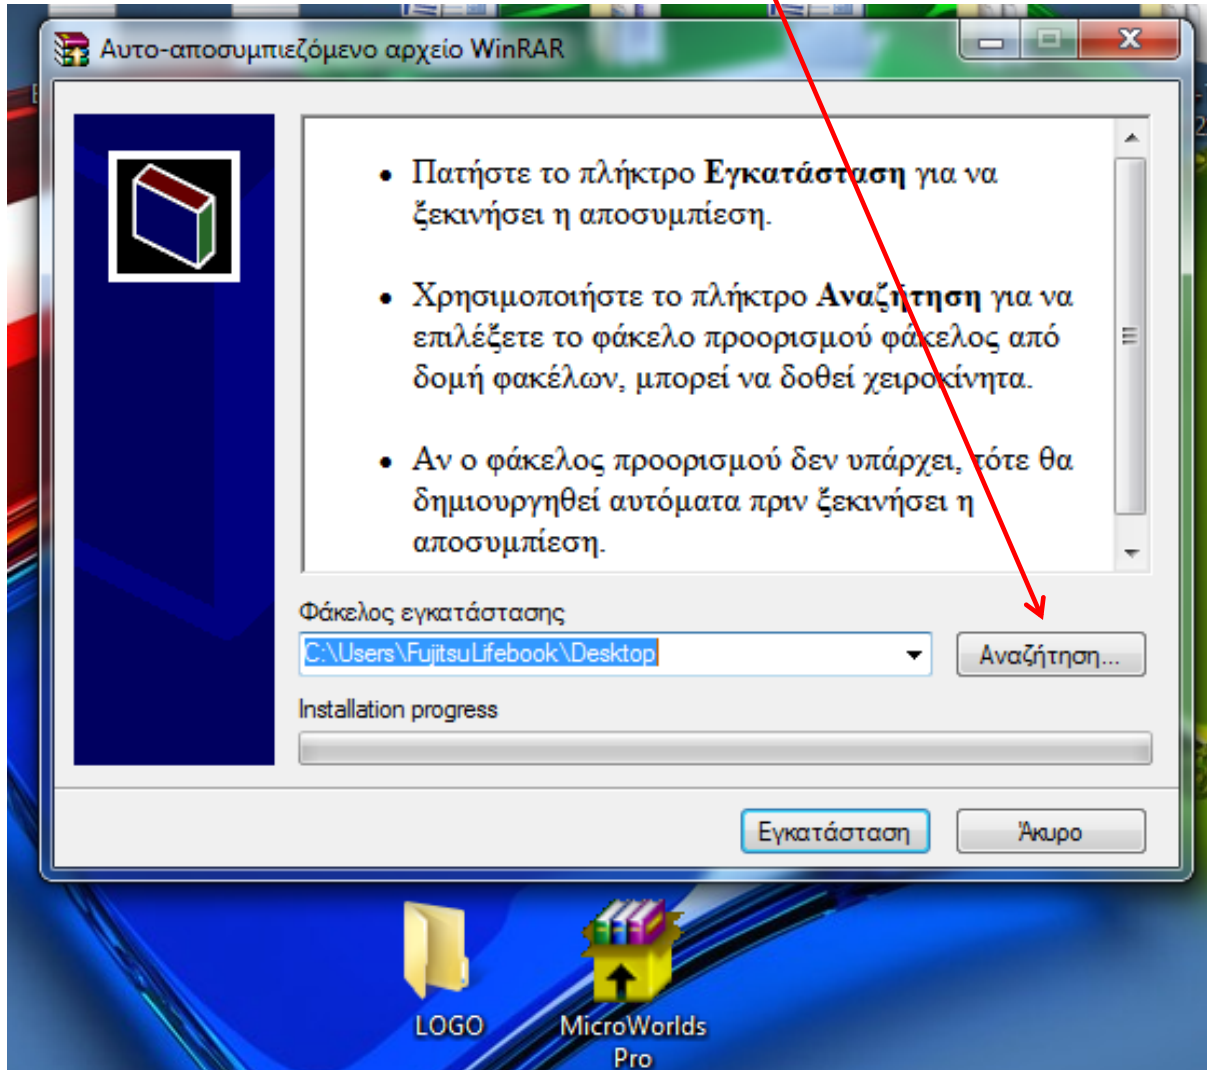 Αυτο-αποσυμπιεζόμενο αρχείο WinRAR
Πατήστε το πλήκτρο Εγκατάσταση για να
ξεκινήσει η αποσυμπίεση.
Χρησιμοποιήστε το πλήκτρο Αναζήτηση για να
επιλέξετε το φάκελο προορισμού φάκελος από
δομή φακέλων, μπορεί να δοθεί χειροκίνητα.
Αν ο φάκελος προορισμού δεν υπάρχει, τότε θα
δημιουργηθεί αυτόματα πριν ξεκινήσει η
αποσυμπίεση.
Φάκελος εγκατάστασης
C:\Users\FujitsuLifebook\Desktop
Αναζήτηση...
Installation progress
Εγκατάσταση
Άκυρο
LOGO
MicroWorlds
Pro